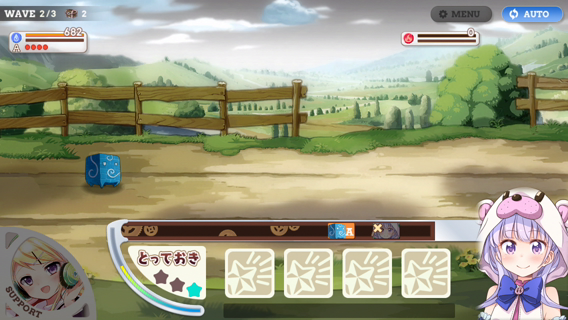 WAVE 2/3 2
MENU
AUTO
682
A
0
A
とっておき
SUPPORT